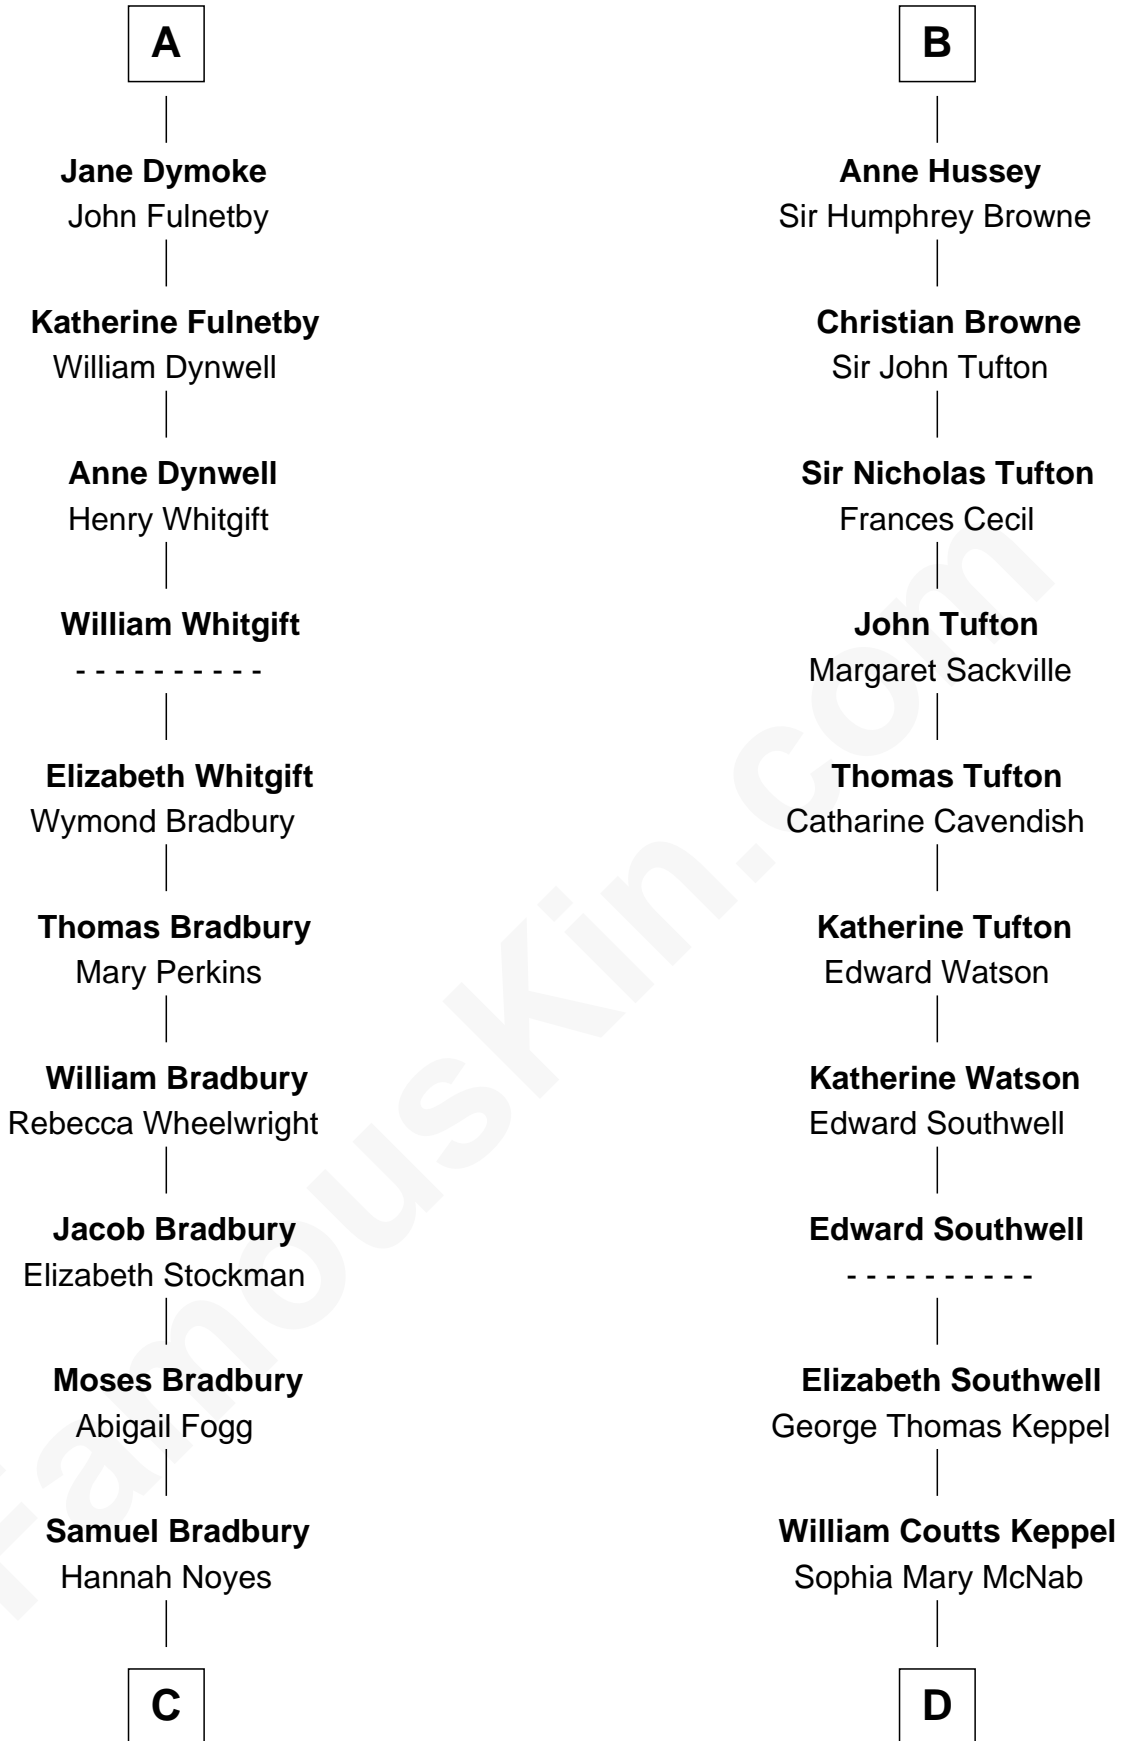 A
Jane Dymoke
John Fulnetby
Katherine Fulnetby
William Dynwell
Anne Dynwell
Henry Whitgift
William Whitgift
- - - - - - - - - -
Elizabeth Whitgift
Wymond Bradbury
Thomas Bradbury
Mary Perkins
William Bradbury
Rebecca Wheelwright
Jacob Bradbury
Elizabeth Stockman
Moses Bradbury
Abigail Fogg
Samuel Bradbury
Hannah Noyes
C
B
Anne Hussey
Sir Humphrey Browne
Christian Browne
Sir John Tufton
Sir Nicholas Tufton
Frances Cecil
John Tufton
Margaret Sackville
Thomas Tufton
Catharine Cavendish
Katherine Tufton
Edward Watson
Katherine Watson
Edward Southwell
Edward Southwell
- - - - - - - - - -
Elizabeth Southwell
George Thomas Keppel
William Coutts Keppel
Sophia Mary McNab
D
FamousKin.com